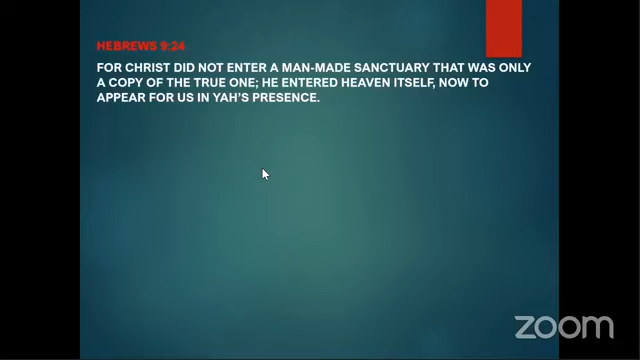 HEBREWS 9:24
FOR CHRIST DID NOT ENTER A MAN-MADE SANCTUARY THAT WAS ONLY
A COPY OF THE TRUE ONE; HE ENTERED HEAVEN ITSELF, NOW TO
APPEAR FOR US IN YAH'S PRESENCE.
zoom